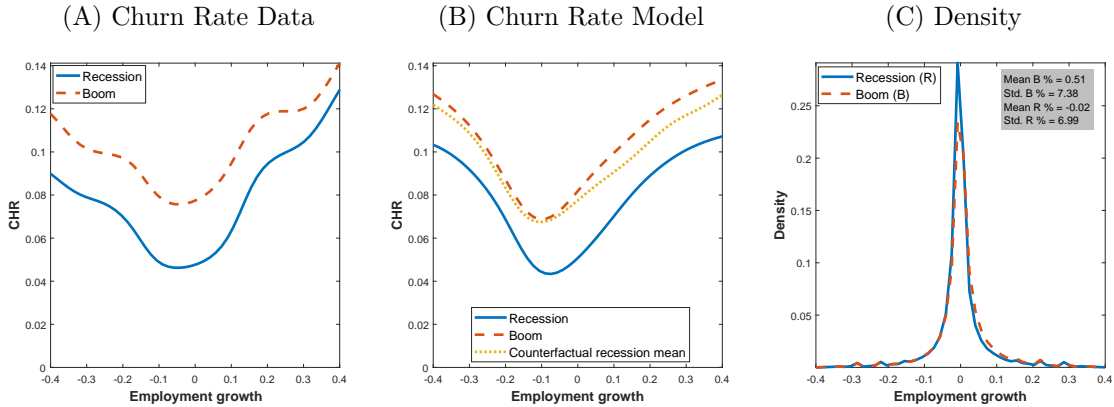 (A) Churn Rate Data
CHR
0.14
0.12
0.1
0.08
0.06
0.04
0.02
0
-0.4 -0.3 -0.2 -0.1 0 0.1 0.2 0.3 0.4
Employment growth
Recession
Boom
(B) Churn Rate Model
CHR
0.14
0.12
0.1
0.08
0.06
0.04
0.02
0
-0.4 -0.3 -0.2 -0.1 0 0.1 0.2 0.3 0.4
Employment growth
Recession
Boom
Counterfactual recession mean
(C) Density
Density
0.25
0.2
0.15
0.1
0.05
-0.4 -0.3 -0.2 -0.1 0 0.1 0.2 0.3 0.4
Employment growth
Recession (R)
Boom (B)
Mean B % = 0.51
Std. B % = 7.38
Mean R % = -0.02
Std. R % = 6.99